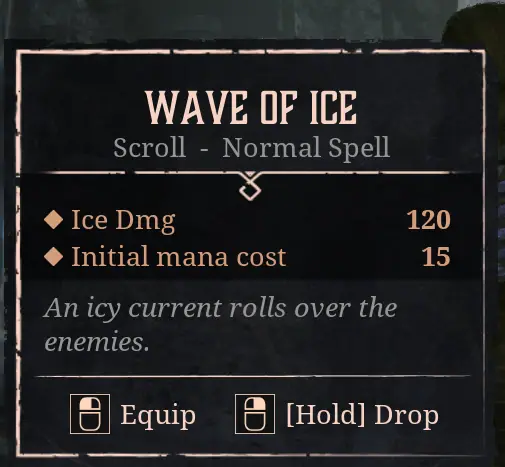 WAVE OF ICE
Scroll - Normal Spell
Ice Dmg 120
Initial mana cost 15
An icy current rolls over the
enemies.
Equip [Hold] Drop